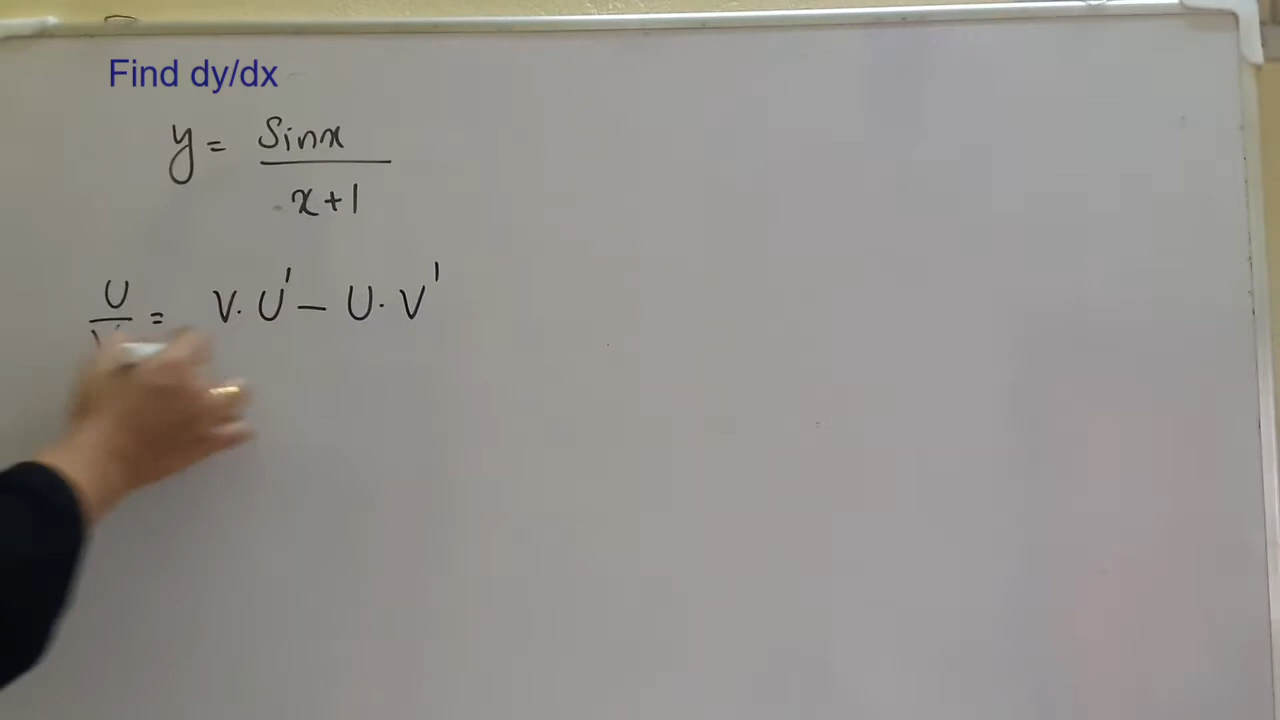 Find dy/dx
y = Sinx
x+1
U = V. U' - U. V'